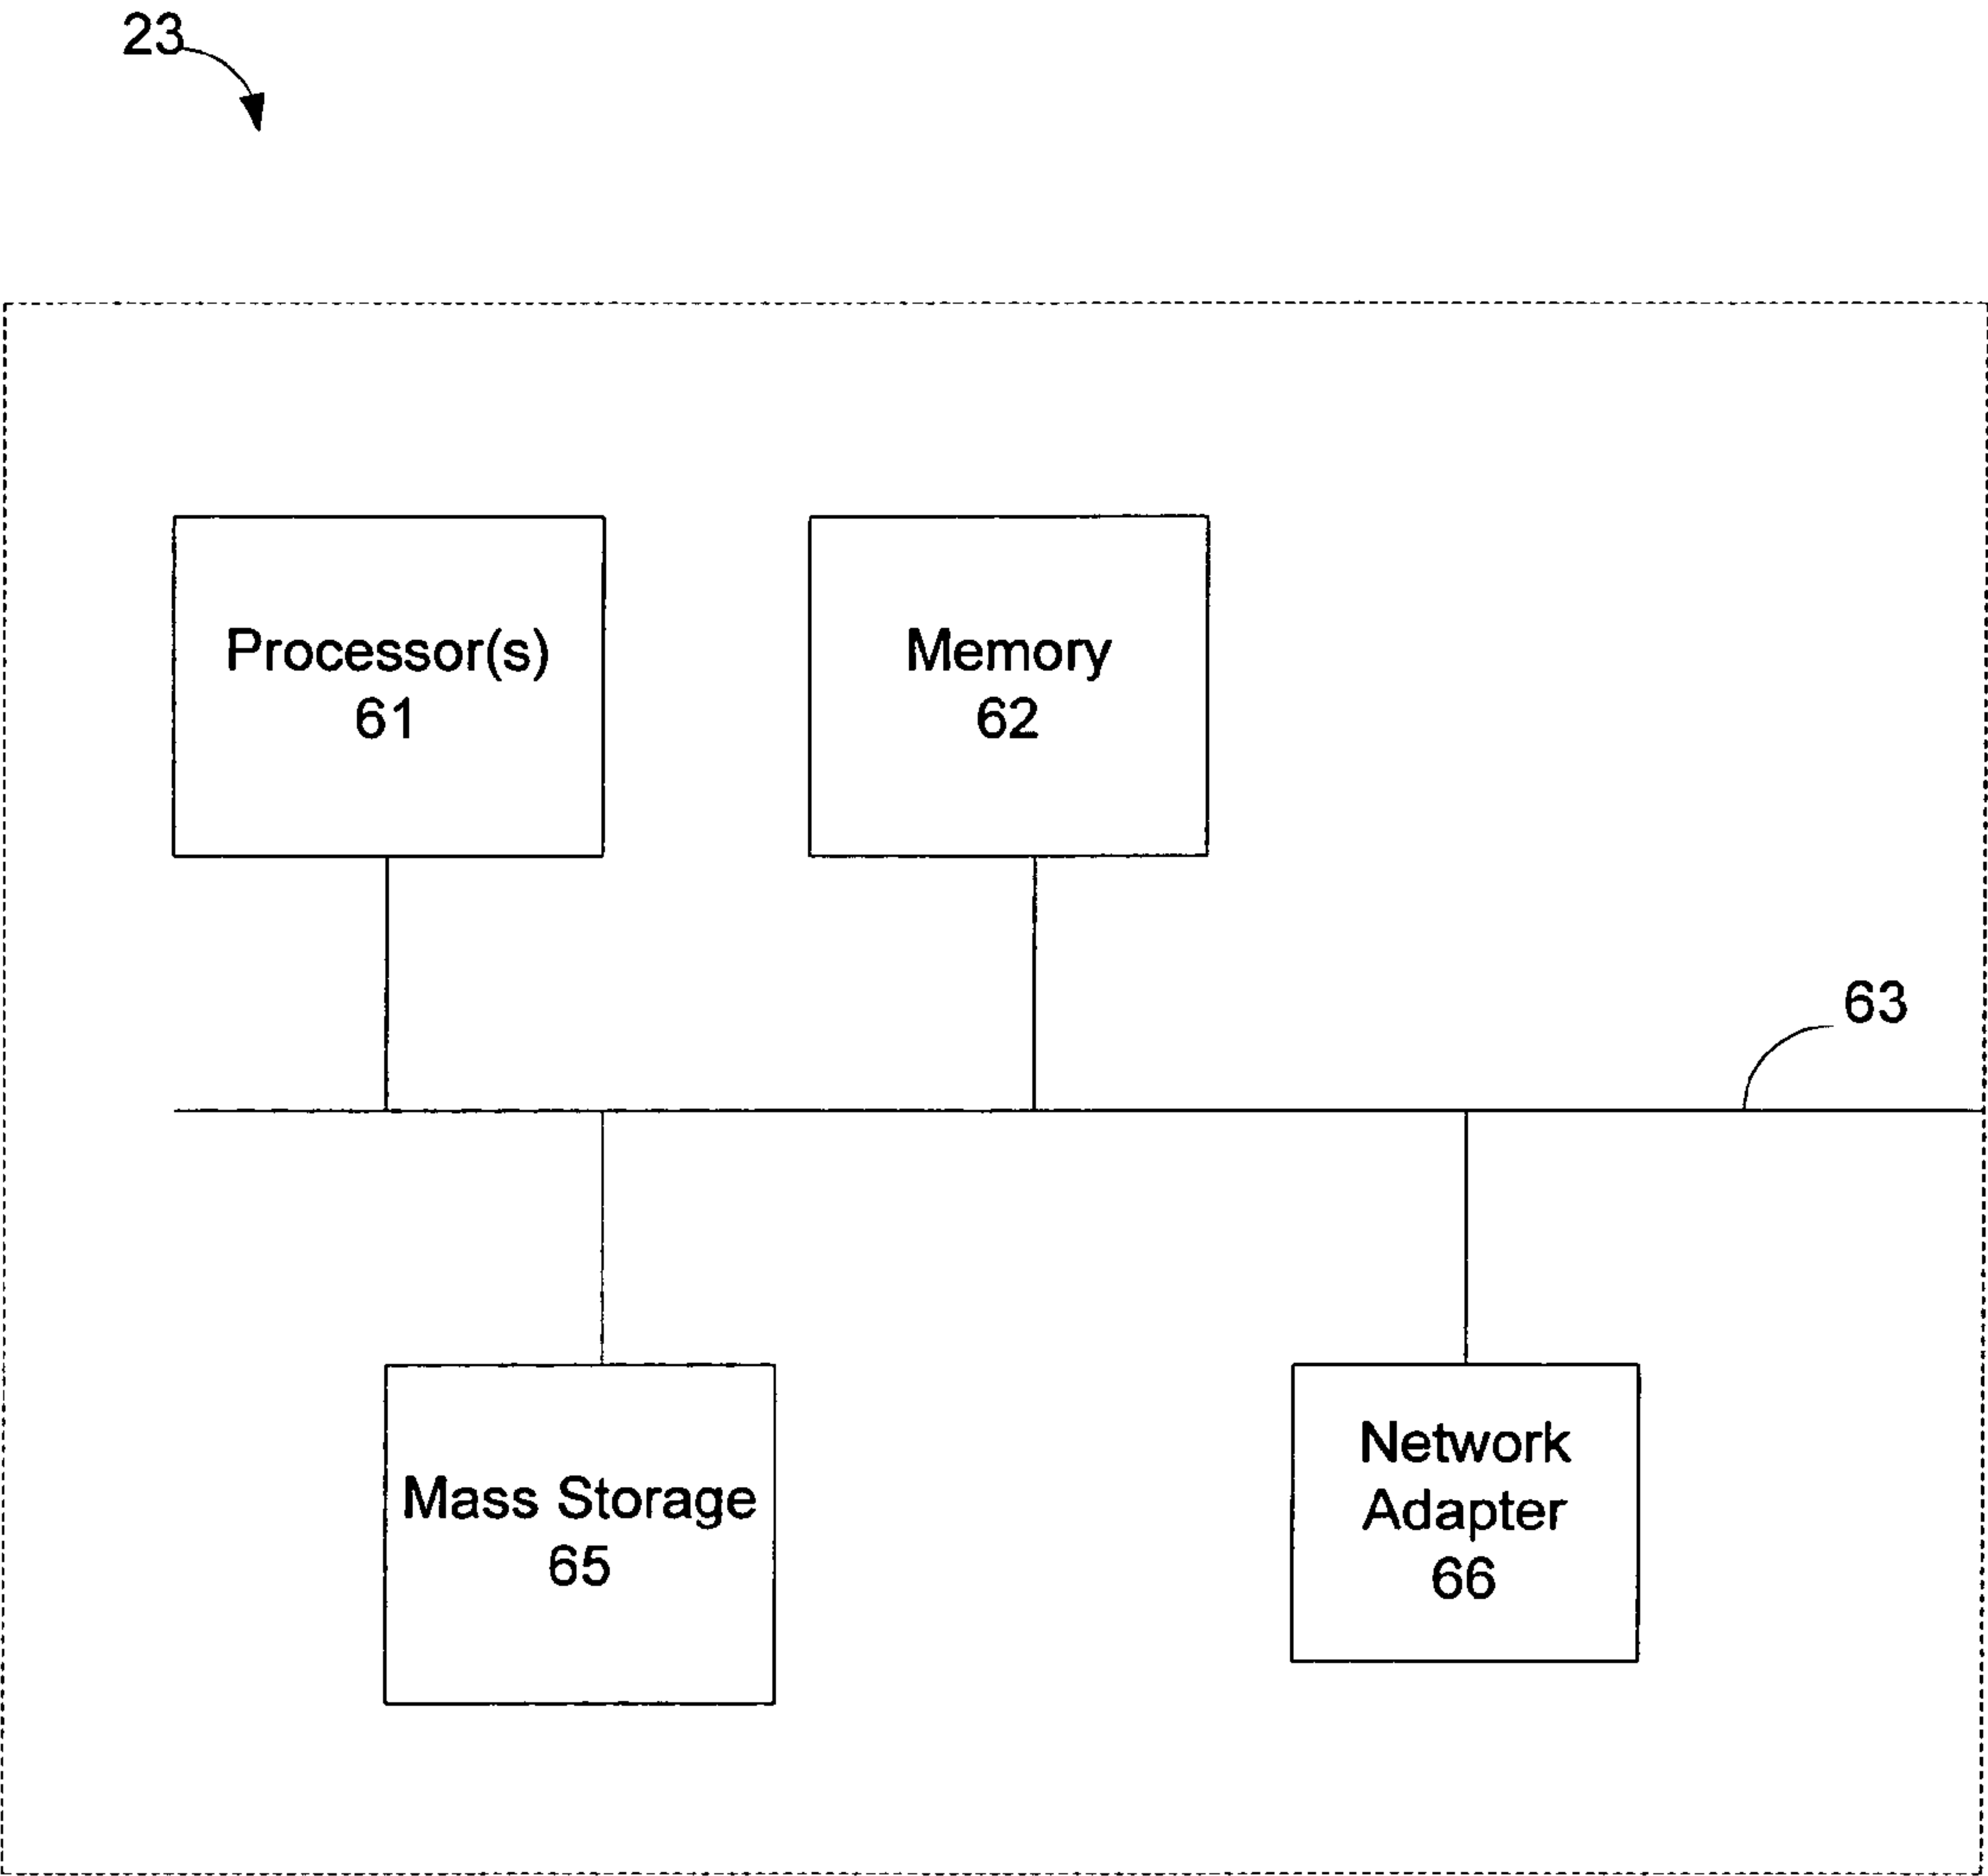 23
Processor(s)
61
Memory
62
63
Mass Storage
65
Network
Adapter
66